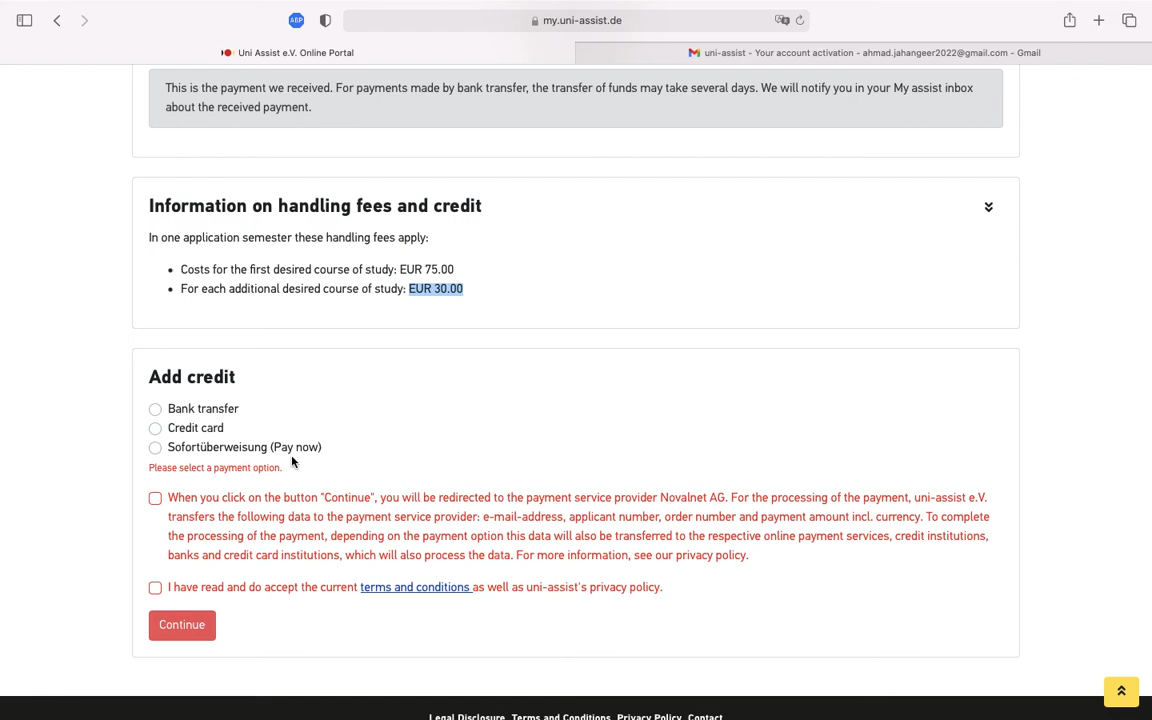 ABP
my.uni-assist.de
Uni Assist e.V. Online Portal
uni-assist - Your account activation - ahmad.jahangeer2022@gmail.com - Gmail
This is the payment we received. For payments made by bank transfer, the transfer of funds may take several days. We will notify you in your My assist inbox
about the received payment.
Information on handling fees and credit
In one application semester these handling fees apply:
• Costs for the first desired course of study: EUR 75.00
• For each additional desired course of study: EUR 30.00
Add credit
Bank transfer
Credit card
Sofortüberweisung (Pay now)
Please select a payment option.
When you click on the button "Continue", you will be redirected to the payment service provider Novalnet AG. For the processing of the payment, uni-assist e.V.
transfers the following data to the payment service provider: e-mail-address, applicant number, order number and payment amount incl. currency. To complete
the processing of the payment, depending on the payment option this data will also be transferred to the respective online payment services, credit institutions,
banks and credit card institutions, which will also process the data. For more information, see our privacy policy.
I have read and do accept the current terms and conditions as well as uni-assist's privacy policy.
Continue
Legal Disclosure Terms and Conditions Privacy Policy Contact